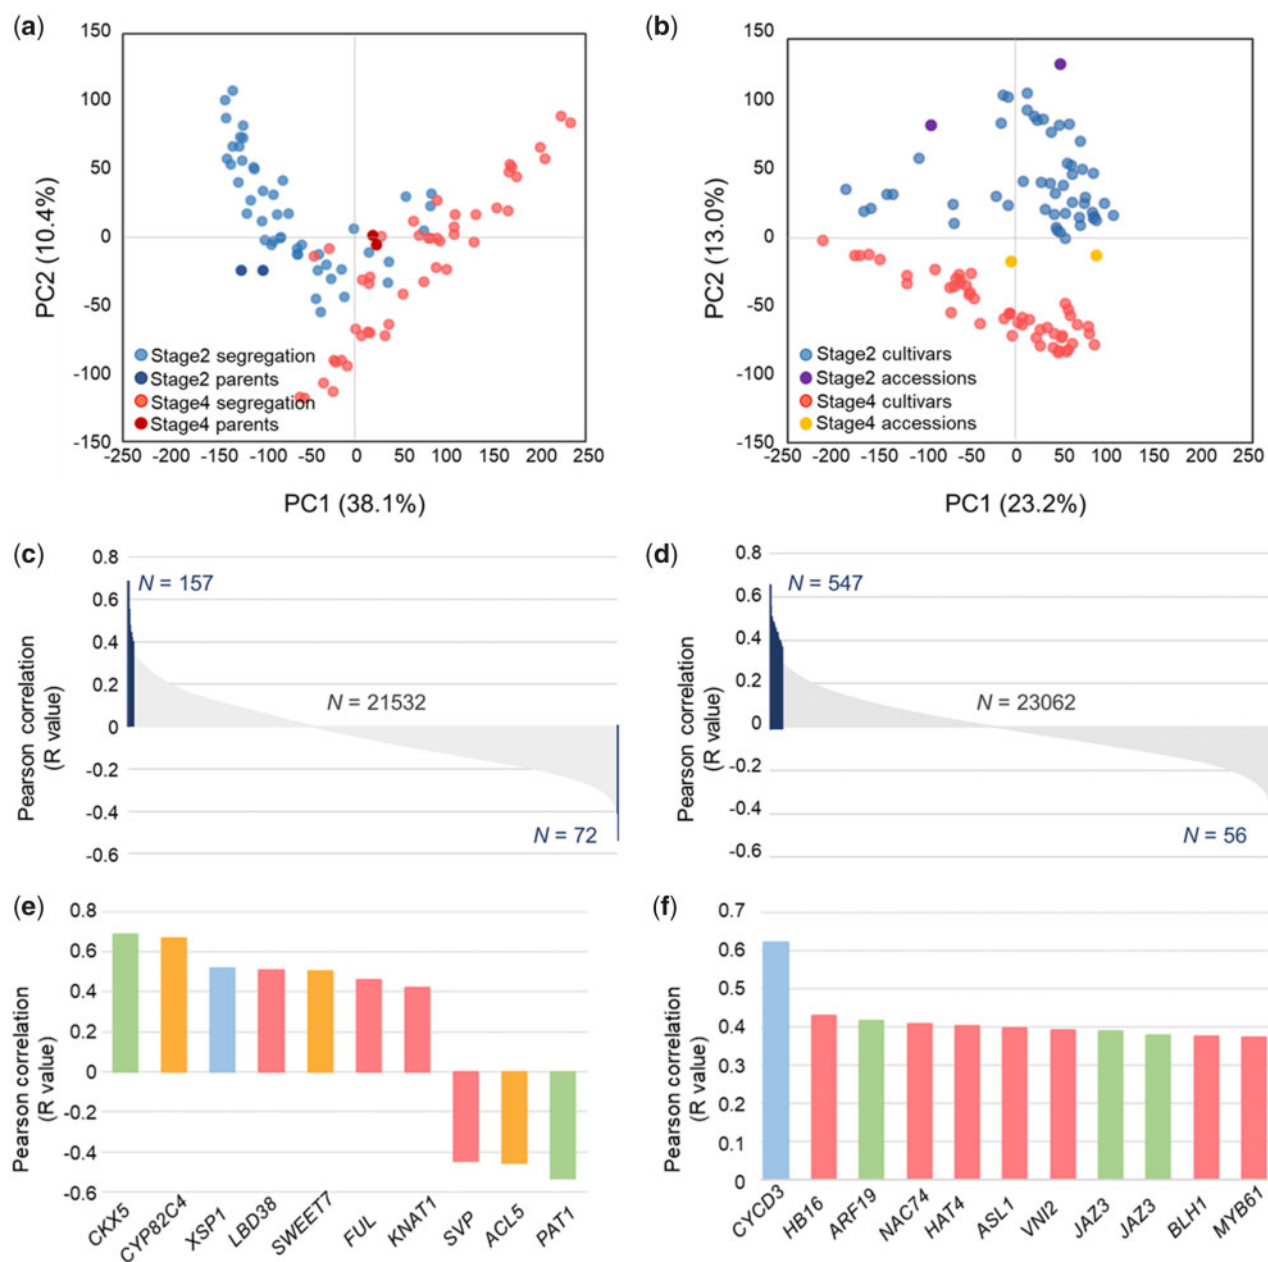 (a)
150
100
50
0
-50
-100
-150
PC2 (10.4%)
Stage2 segregation
Stage2 parents
Stage4 segregation
Stage4 parents
-250 -200 -150 -100 -50 0 50 100 150 200 250
PC1 (38.1%)
(b)
150
100
50
0
-50
-100
-150
PC2 (13.0%)
Stage2 cultivars
Stage2 accessions
Stage4 cultivars
Stage4 accessions
-250 -200 -150 -100 -50 0 50 100 150 200 250
PC1 (23.2%)
(c)
0.8
0.6
0.4
0.2
0
-0.2
-0.4
-0.6
Pearson correlation
(R value)
N = 157
N = 21532
N = 72
(d)
0.8
0.6
0.4
0.2
0
-0.2
-0.4
-0.6
Pearson correlation
(R value)
N = 547
N = 23062
N = 56
(e)
0.8
0.6
0.4
0.2
0
-0.2
-0.4
-0.6
Pearson correlation
(R value)
CKX5
CYP82C4
XSP1
LBD38
SWEET7
FUL
KNAT1
SVP
ACL5
PAT1
(f)
0.7
0.6
0.5
0.4
0.3
0.2
0.1
0
Pearson correlation
(R value)
CYCD3
HB16
ARF19
NAC74
HAT4
ASL1
VNI2
JAZ3
JAZ3
BLH1
MYB61